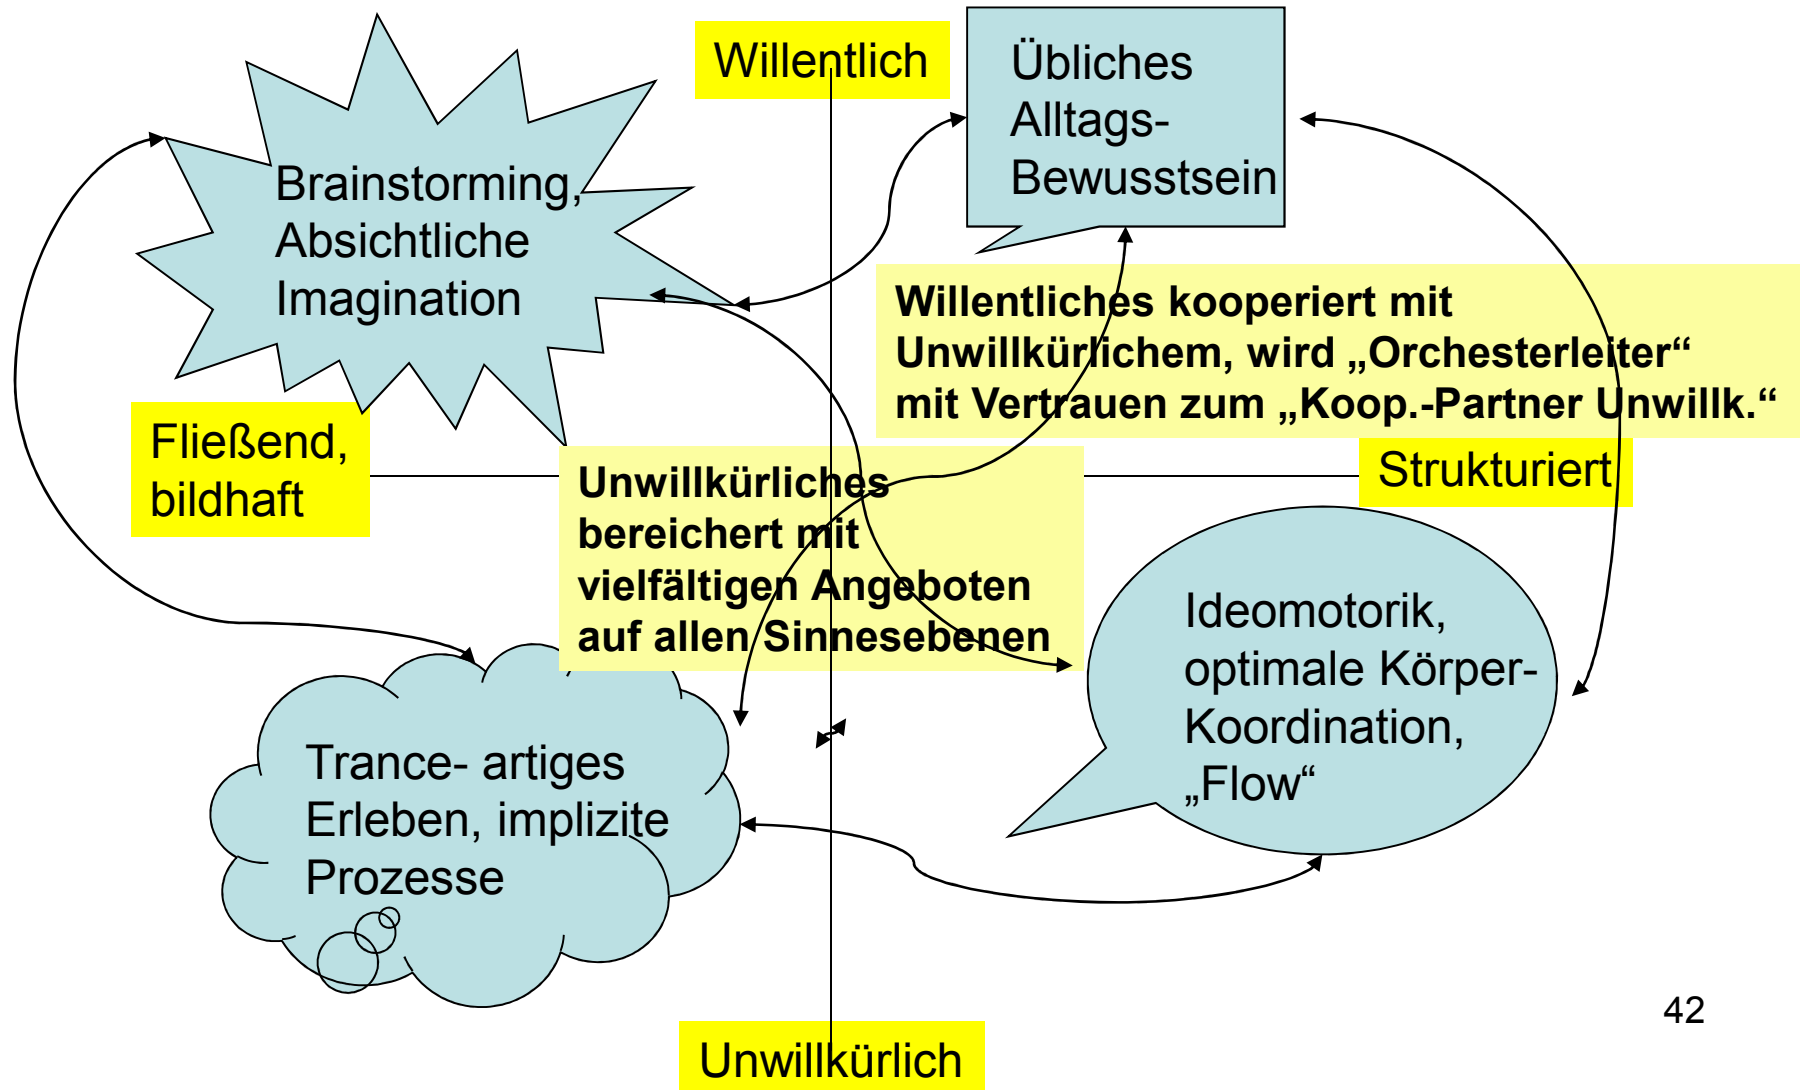 Willentlich
Übliches
Alltags-
Bewusstsein
Brainstorming,
Absichtliche
Imagination
Willentliches kooperiert mit
Unwillkürlichem, wird „Orchesterleiter“
mit Vertrauen zum „Koop.-Partner Unwillk.“
Fließend,
bildhaft
Strukturiert
Unwillkürliches
bereichert mit
vielfältigen Angeboten
auf allen Sinnesebenen
Ideomotorik,
optimale Körper-
Koordination,
„Flow“
Trance- artiges
Erleben, implizite
Prozesse
42
Unwillkürlich